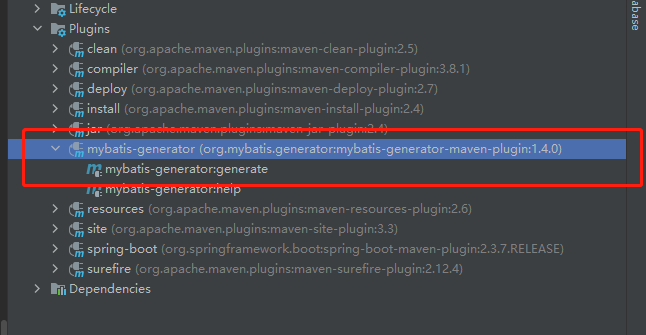 Lifecycle
Plugins
clean (org.apache.maven.plugins:maven-clean-plugin:2.5)
compiler (org.apache.maven.plugins:maven-compiler-plugin:3.8.1)
deploy (org.apache.maven.plugins:maven-deploy-plugin:2.7)
install (org.apache.maven.plugins:maven-install-plugin:2.4)
jar (org.apache.maven.plugins:maven-jar-plugin:2.4)
mybatis-generator (org.mybatis.generator:mybatis-generator-maven-plugin:1.4.0)
mybatis-generator:generate
mybatis-generator:help
resources (org.apache.maven.plugins:maven-resources-plugin:2.6)
site (org.apache.maven.plugins:maven-site-plugin:3.3)
spring-boot (org.springframework.boot:spring-boot-maven-plugin:2.3.7.RELEASE)
surefire (org.apache.maven.plugins:maven-surefire-plugin:2.12.4)
Dependencies
abase